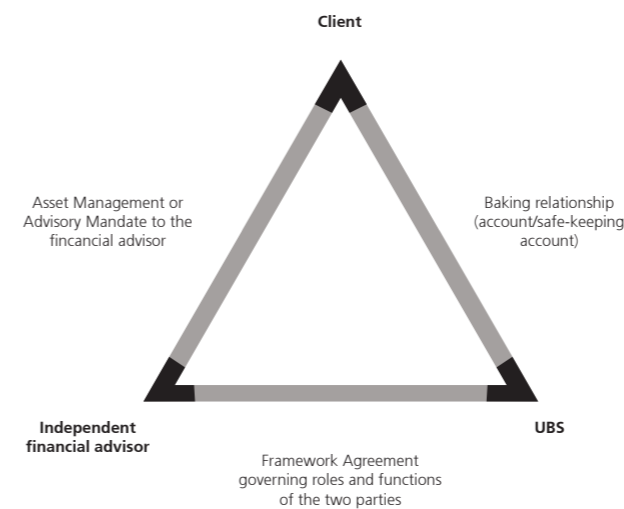 Client
Asset Management or
Advisory Mandate to the
fincancial advisor
Baking relationship
(account/safe-keeping
account)
Independent
financial advisor
UBS
Framework Agreement
governing roles and functions
of the two parties